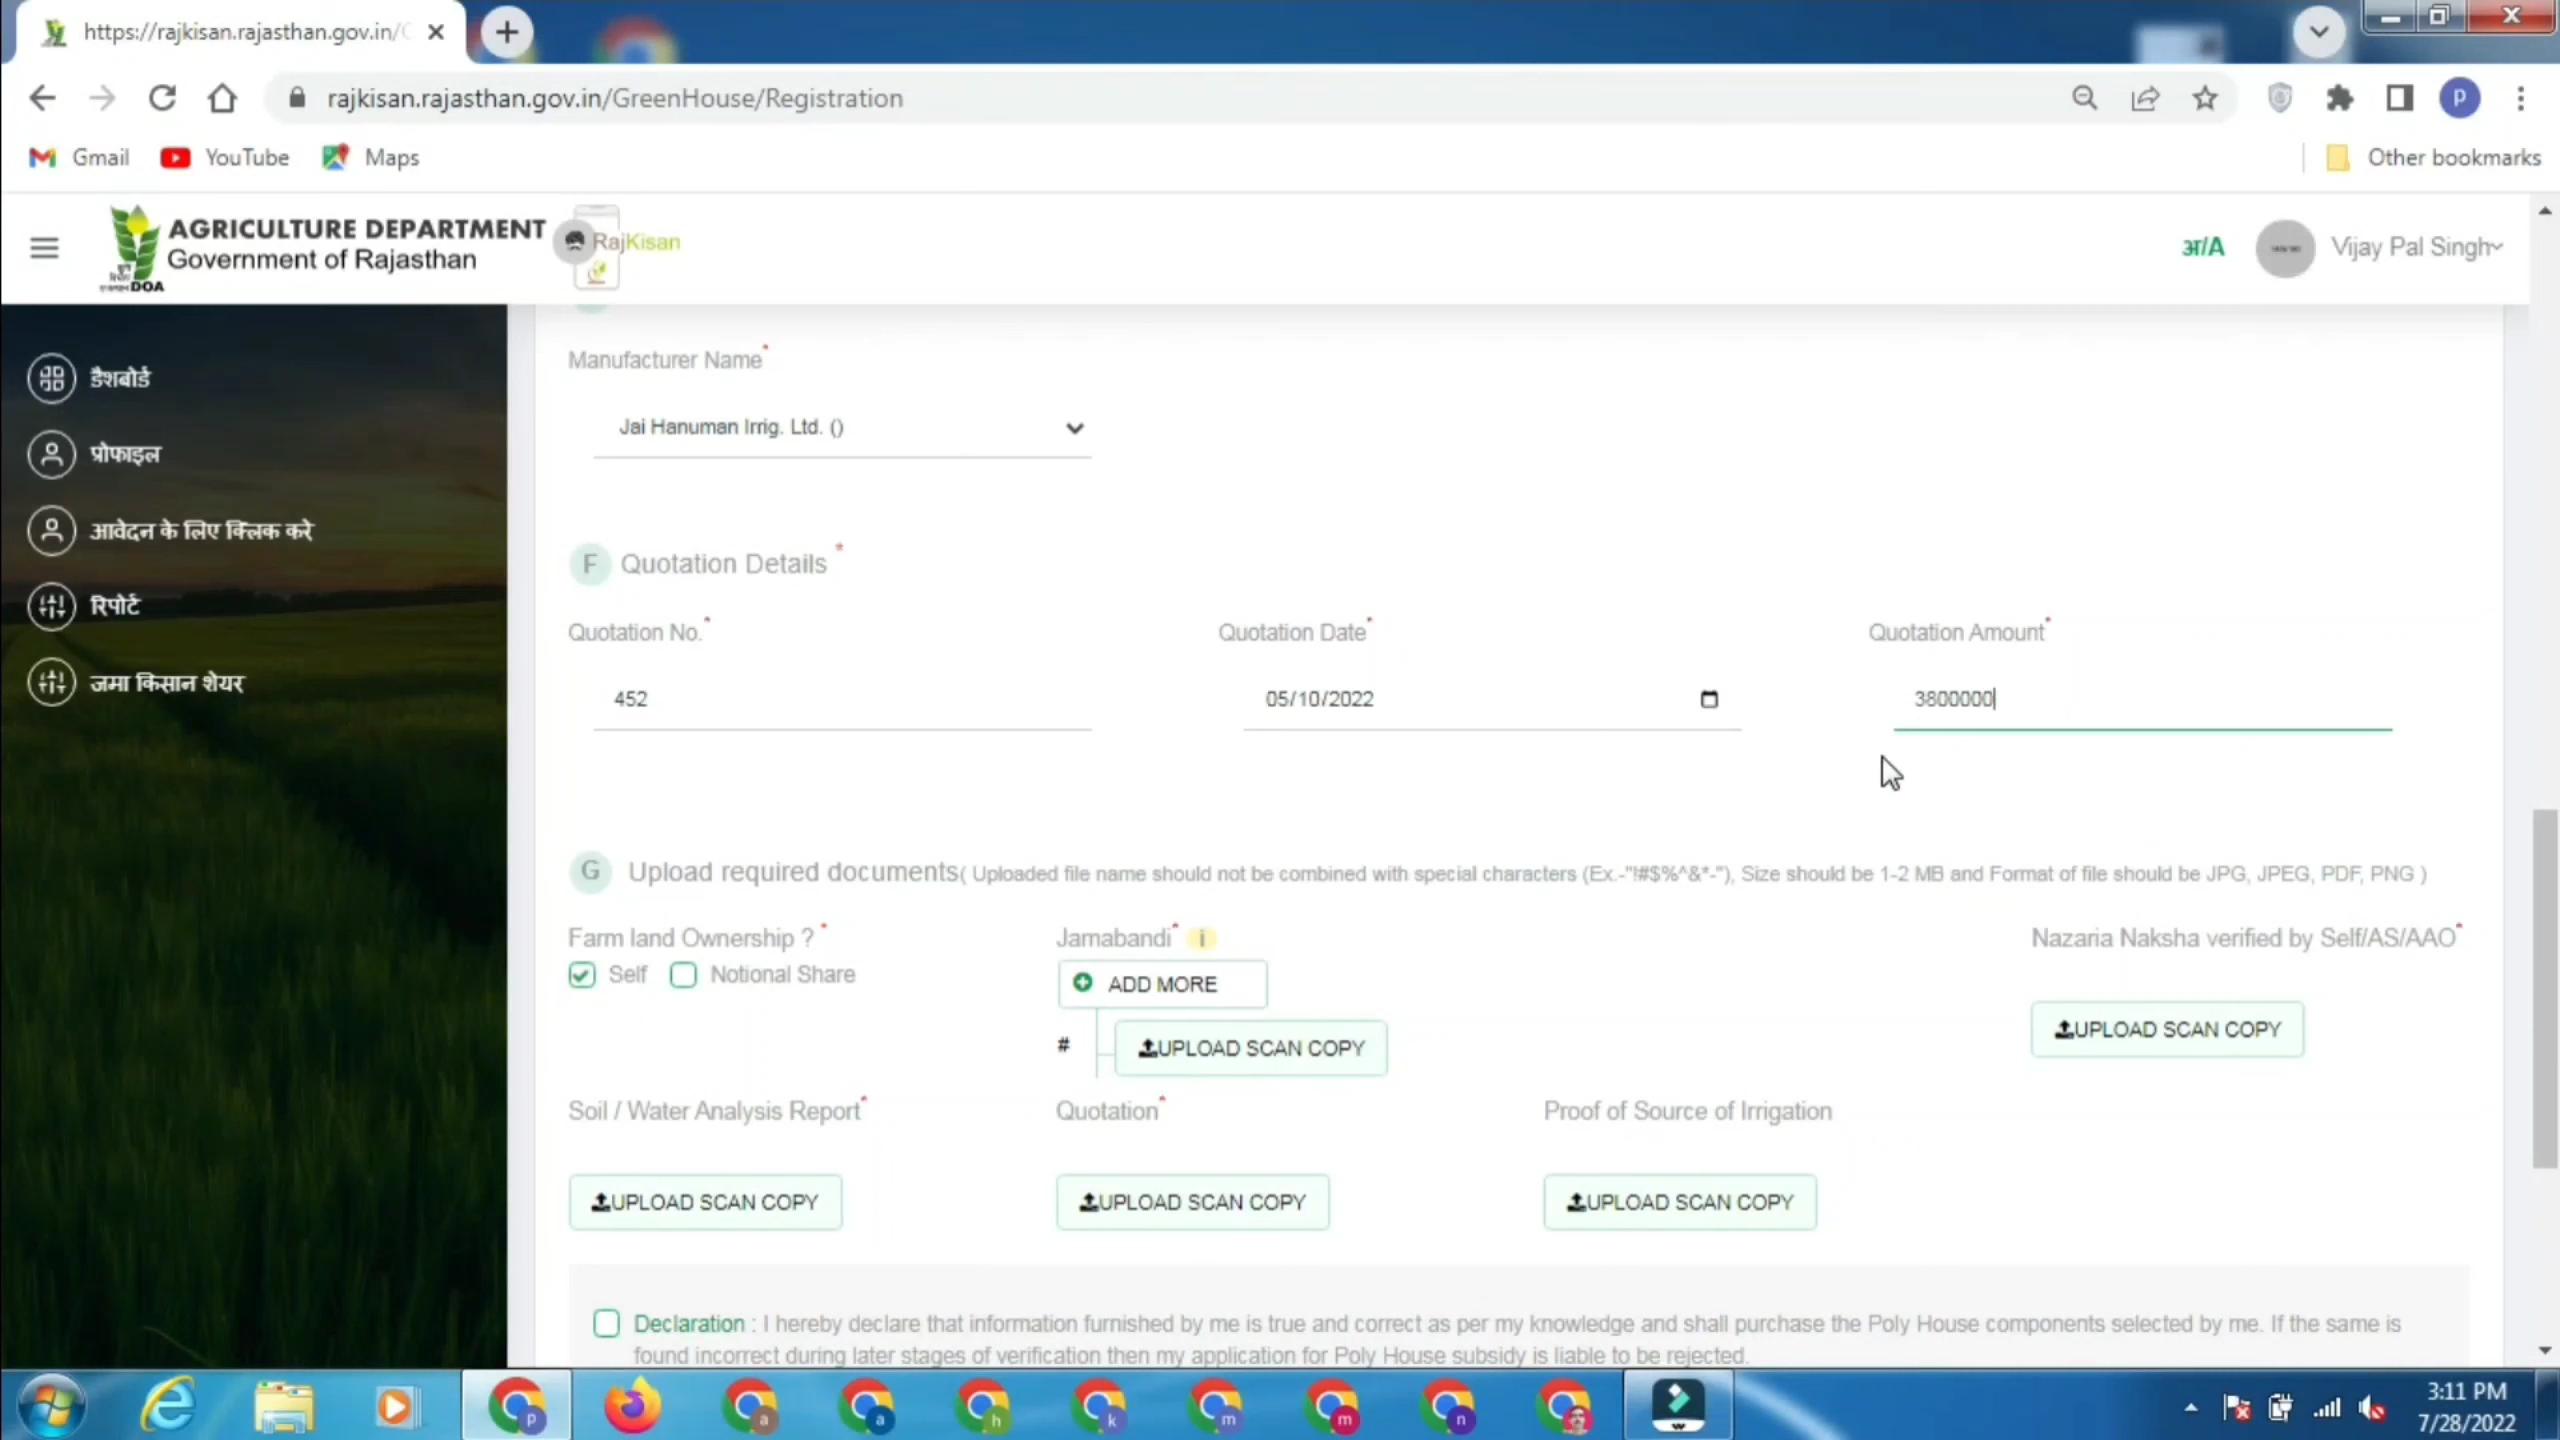 https://rajkisan.rajasthan.gov.in/
rajkisan.rajasthan.gov.in/GreenHouse/Registration
P
Gmail
YouTube
Maps
Other bookmarks
AGRICULTURE DEPARTMENT
Government of Rajasthan
DOA
RajKisan
अ/A
Vijay Pal Singh
डैशबोर्ड
प्रोफाइल
आवेदन के लिए क्लिक करे
रिपोर्ट
जमा किसान शेयर
Manufacturer Name*
Jai Hanuman Irrig. Ltd. ()
F Quotation Details *
Quotation No.* Quotation Date* Quotation Amount*
452 05/10/2022 3800000
G Upload required documents( Uploaded file name should not be combined with special characters (Ex.-"!#$%^&*-"), Size should be 1-2 MB and Format of file should be JPG, JPEG, PDF, PNG )
Farm land Ownership ? * Jamabandi* i Nazaria Naksha verified by Self/AS/AAO*
Self Notional Share ADD MORE
# UPLOAD SCAN COPY UPLOAD SCAN COPY
Soil / Water Analysis Report* Quotation* Proof of Source of Irrigation
UPLOAD SCAN COPY UPLOAD SCAN COPY UPLOAD SCAN COPY
Declaration : I hereby declare that information furnished by me is true and correct as per my knowledge and shall purchase the Poly House components selected by me. If the same is
found incorrect during later stages of verification then my application for Poly House subsidy is liable to be rejected.
p a a h k m m n
3:11 PM
7/28/2022